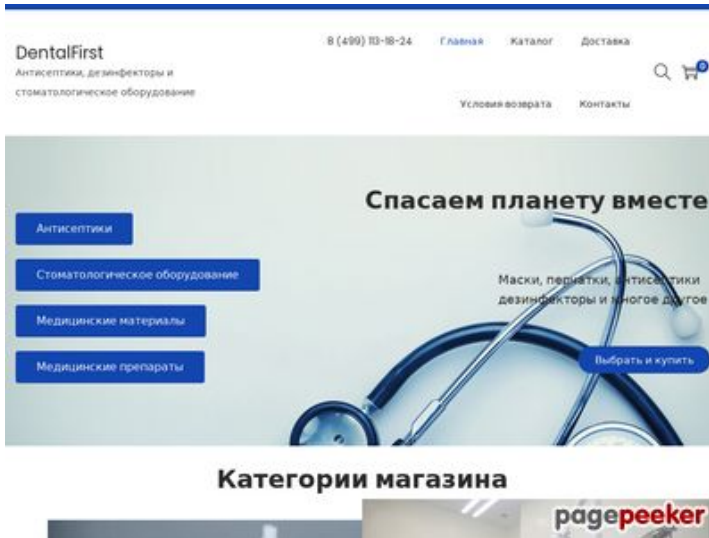 DentalFirst
Антисептики, дезинфекторы и
стоматологическое оборудование
8 (499) 113-18-24
Главная
Каталог
Доставка
0
Условия возврата
Контакты
Спасаем планету вместе
Антисептики
Стоматологическое оборудование
Медицинские материалы
Медицинские препараты
Маски, перчатки, антисептики
дезинфекторы и многое другое
Выбрать и купить
Категории магазина
pagepeeker